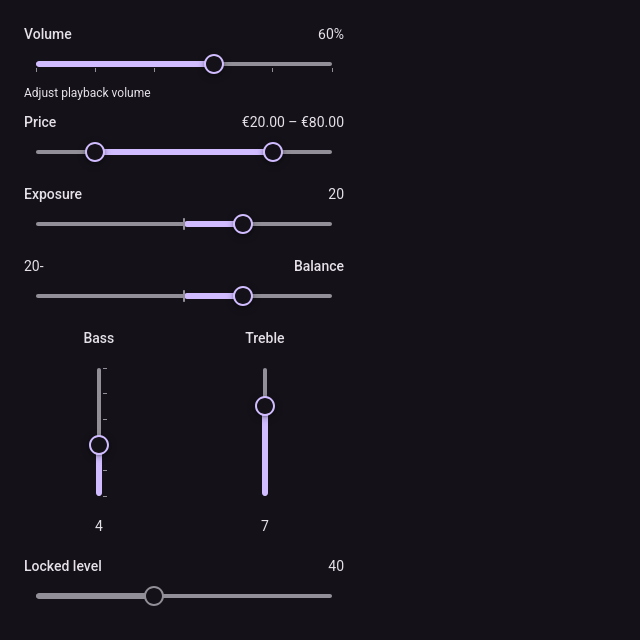 Volume 60%
Adjust playback volume
Price €20.00 – €80.00
Exposure 20
20- Balance
Bass Treble
4 7
Locked level 40